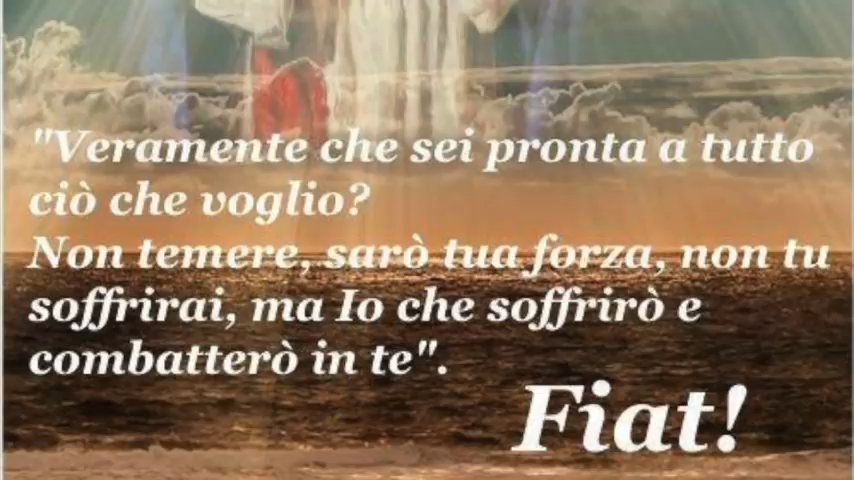 "Veramente che sei pronta a tutto
ciò che voglio?
Non temere, sarò tua forza, non tu
soffrirai, ma Io che soffrirò e
combatterò in te".
Fiat!